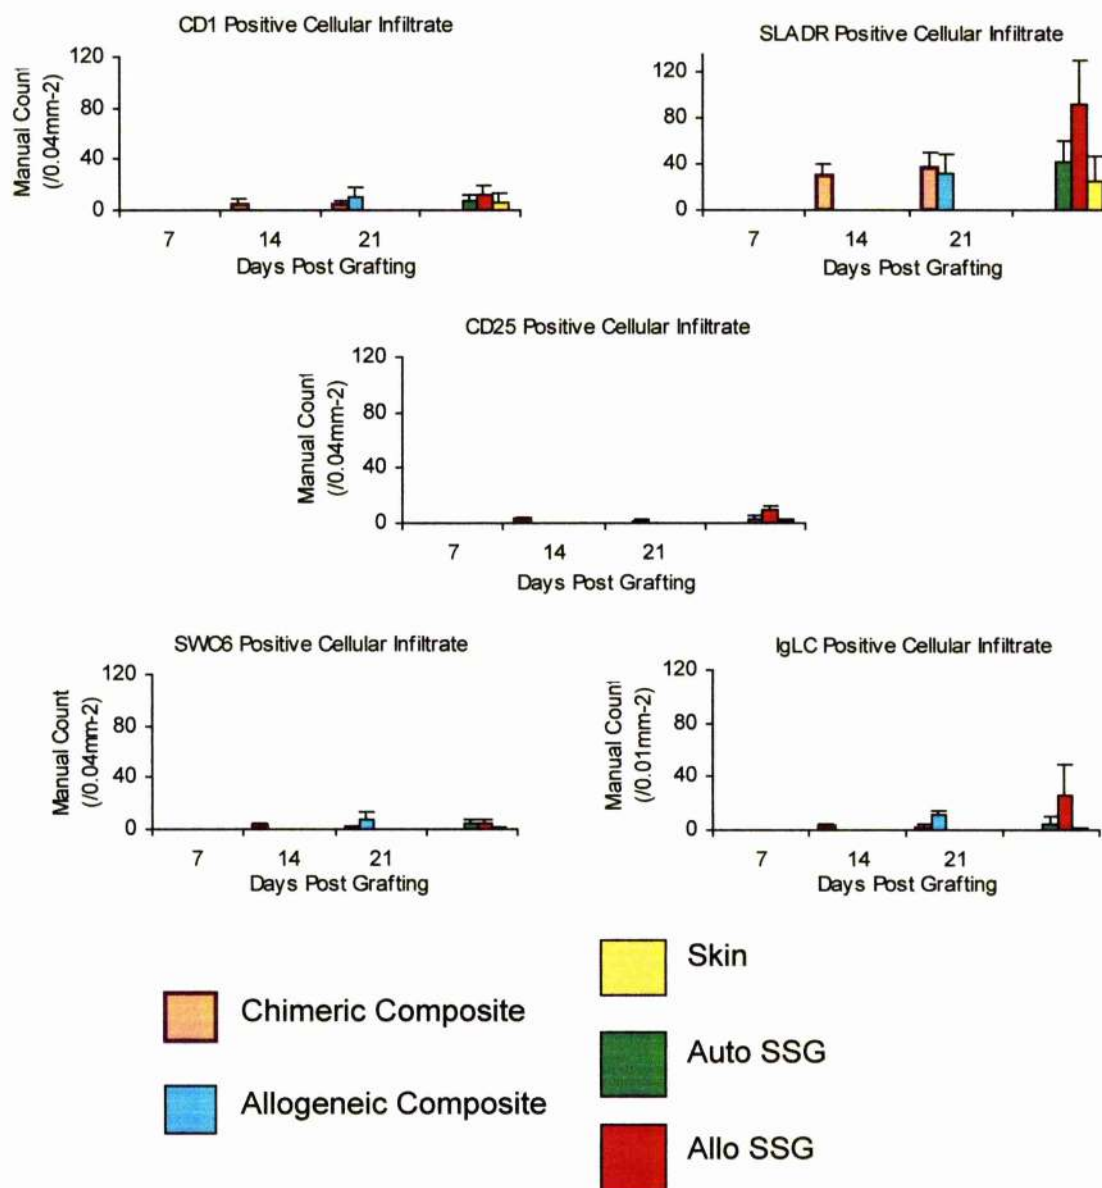 CD1 Positive Cellular Infiltrate
120
80
40
0
Manual Count
(/0.04mm-2)
7 14 21
Days Post Grafting
SLADR Positive Cellular Infiltrate
120
80
40
0
7 14 21
Days Post Grafting
CD25 Positive Cellular Infiltrate
120
80
40
0
Manual Count
(/0.04mm-2)
7 14 21
Days Post Grafting
SWC6 Positive Cellular Infiltrate
120
80
40
0
Manual Count
(/0.04mm-2)
7 14 21
Days Post Grafting
IgLC Positive Cellular Infiltrate
120
80
40
0
Manual Count
(/0.01mm-2)
7 14 21
Days Post Grafting
Chimeric Composite
Allogeneic Composite
Skin
Auto SSG
Allo SSG